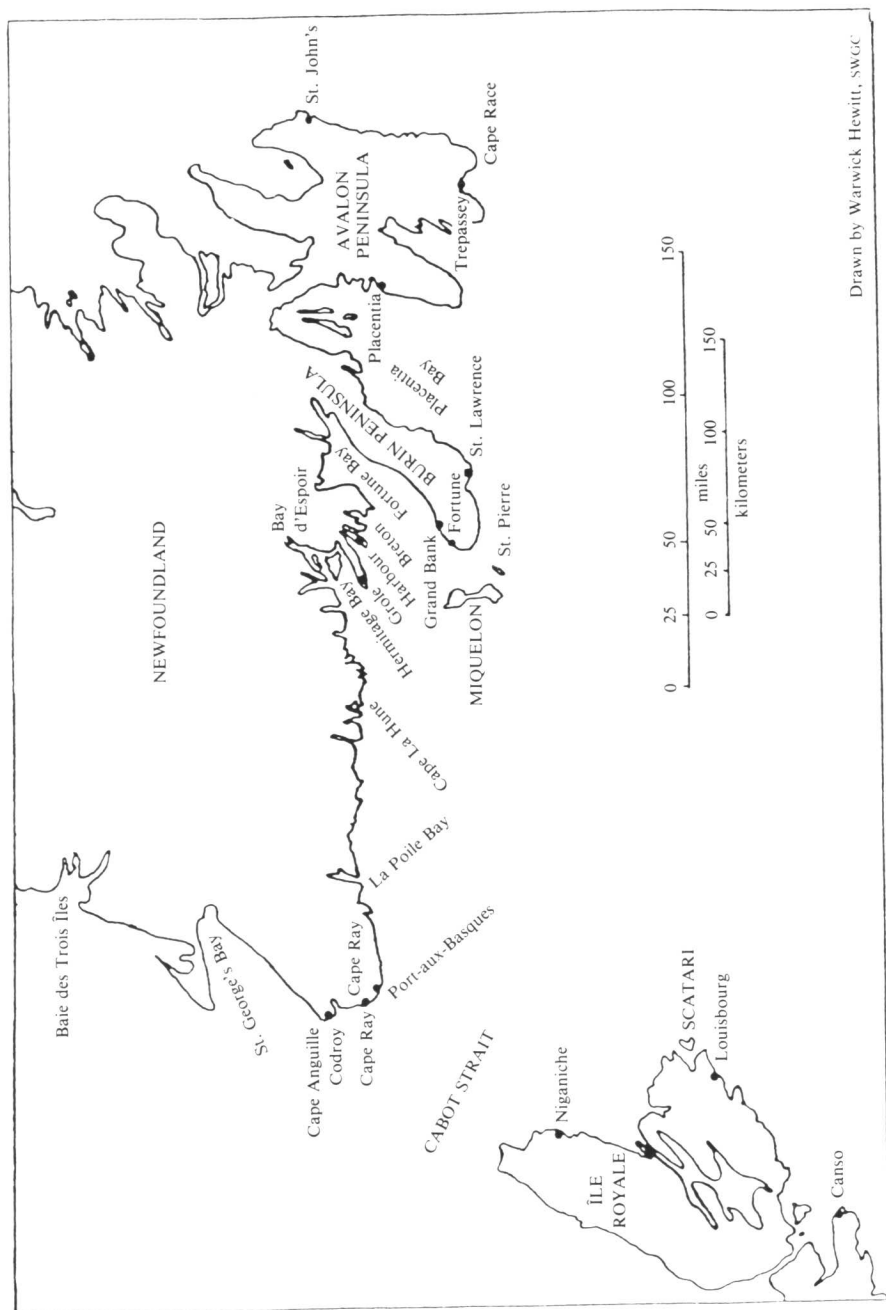 Baie des Trois Îles
St. George's Bay
NEWFOUNDLAND
St. John's
AVALON
PENINSULA
Cape Race
Trepassey
Placentia
Placentia
Bay
BURIN PENINSULA
St. Lawrence
Fortune Bay
Bay
d'Espoir
Harbour Breton
Grole
Hermitage Bay
Grand Bank
Fortune
St. Pierre
MIQUELON
Cape La Hune
La Poile Bay
Cape Ray
Port-aux-Basques
Cape Anguille
Codroy
Cape Ray
CABOT STRAIT
Niganiche
ÎLE
ROYALE
SCATARI
Louisbourg
Canso
0 25 50 100 150
miles
0 25 50 100 150
kilometers
Drawn by Warwick Hewitt, SWGC